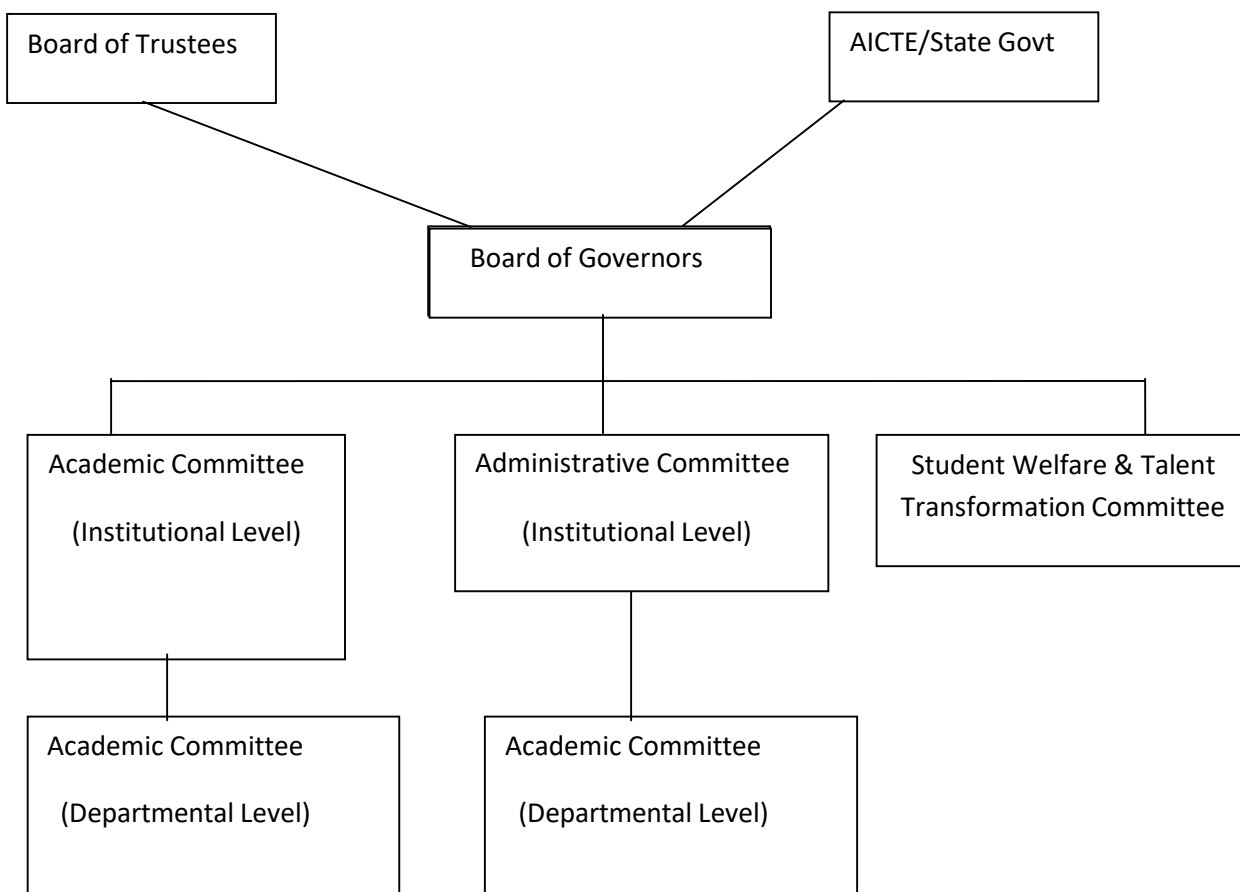 Board of Trustees
AICTE/State Govt
Board of Governors
Academic Committee
(Institutional Level)
Administrative Committee
(Institutional Level)
Student Welfare & Talent
Transformation Committee
Academic Committee
(Departmental Level)
Academic Committee
(Departmental Level)